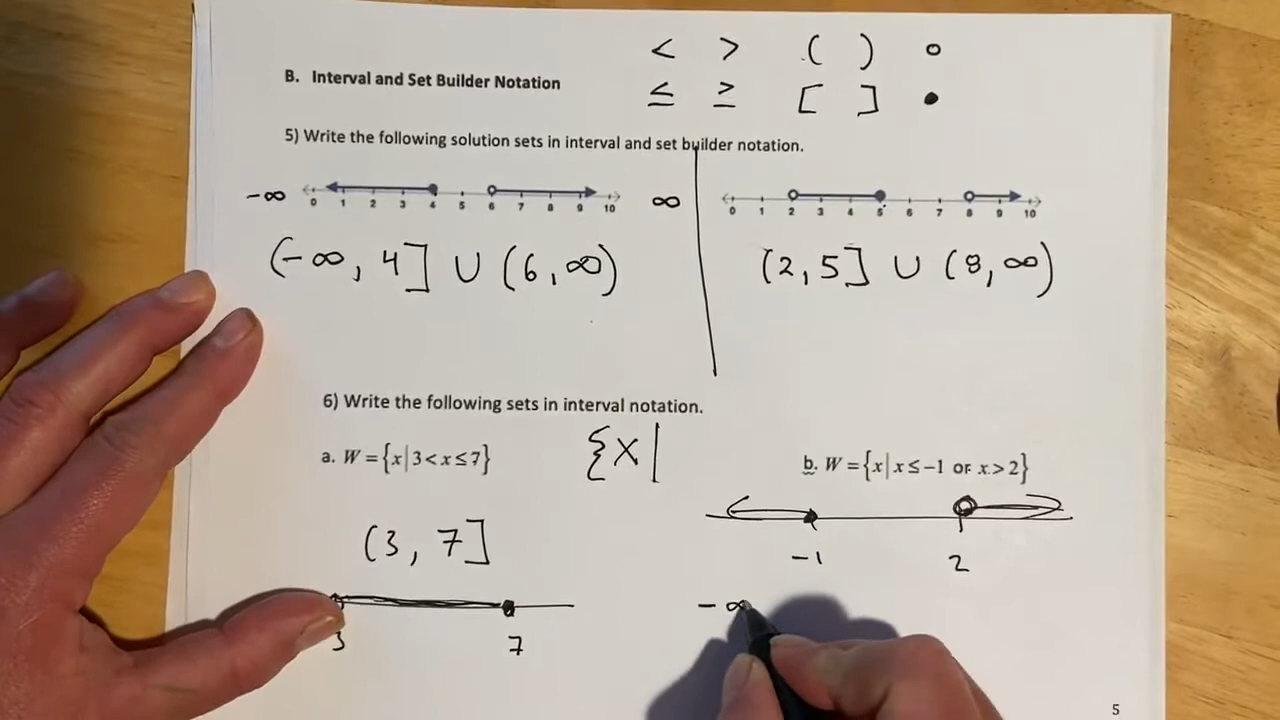 < > ( )
B. Interval and Set Builder Notation
≤ ≥ [ ]
5) Write the following solution sets in interval and set builder notation.
-∞ 0 1 2 3 4 5 6 7 8 9 10 ∞
0 1 2 3 4 5 6 7 8 9 10
(-∞, 4] ∪ (6, ∞)
(2, 5] ∪ (8, ∞)
6) Write the following sets in interval notation.
a. W = {x|3<x≤7}
{x|
b. W = {x|x≤-1 OR x>2}
(3, 7]
-1 2
-∞
3 7
5